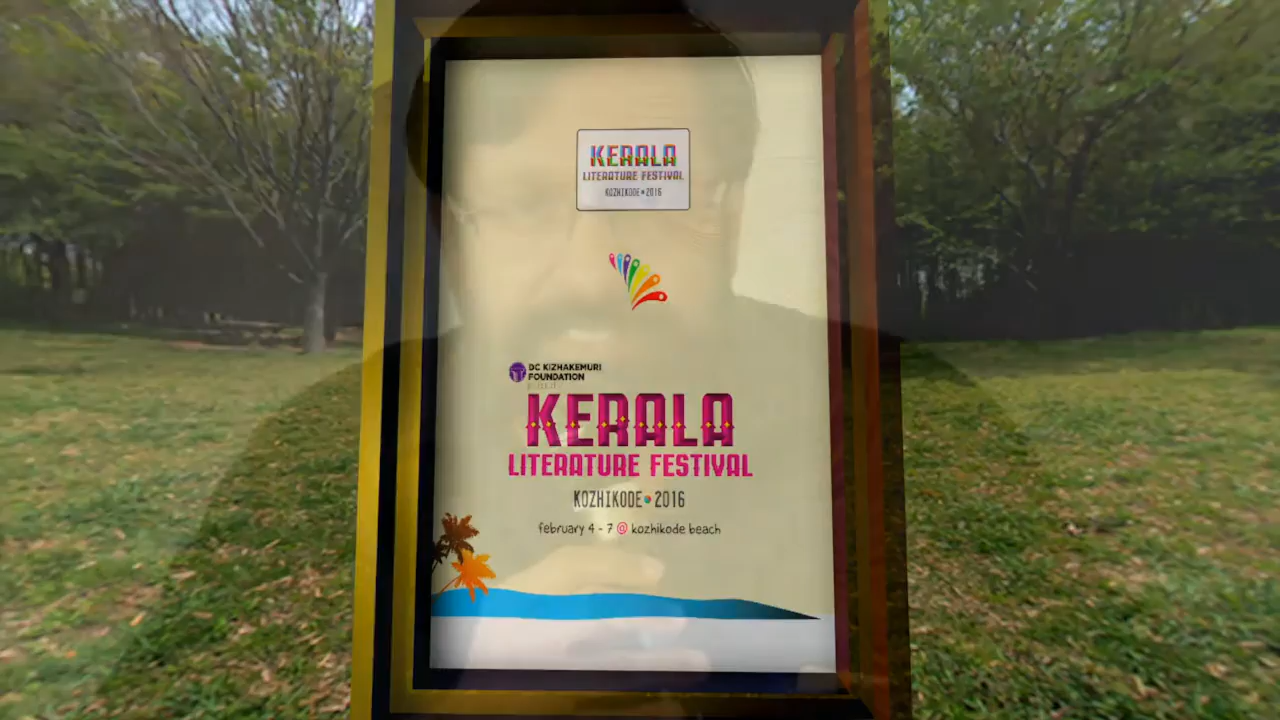 KERALA
LITERATURE FESTIVAL
KOZHIKODE 2016
DC KIZHAKEMURI
FOUNDATION
KERALA
LITERATURE FESTIVAL
KOZHIKODE 2016
february 4 - 7 @ kozhikode beach